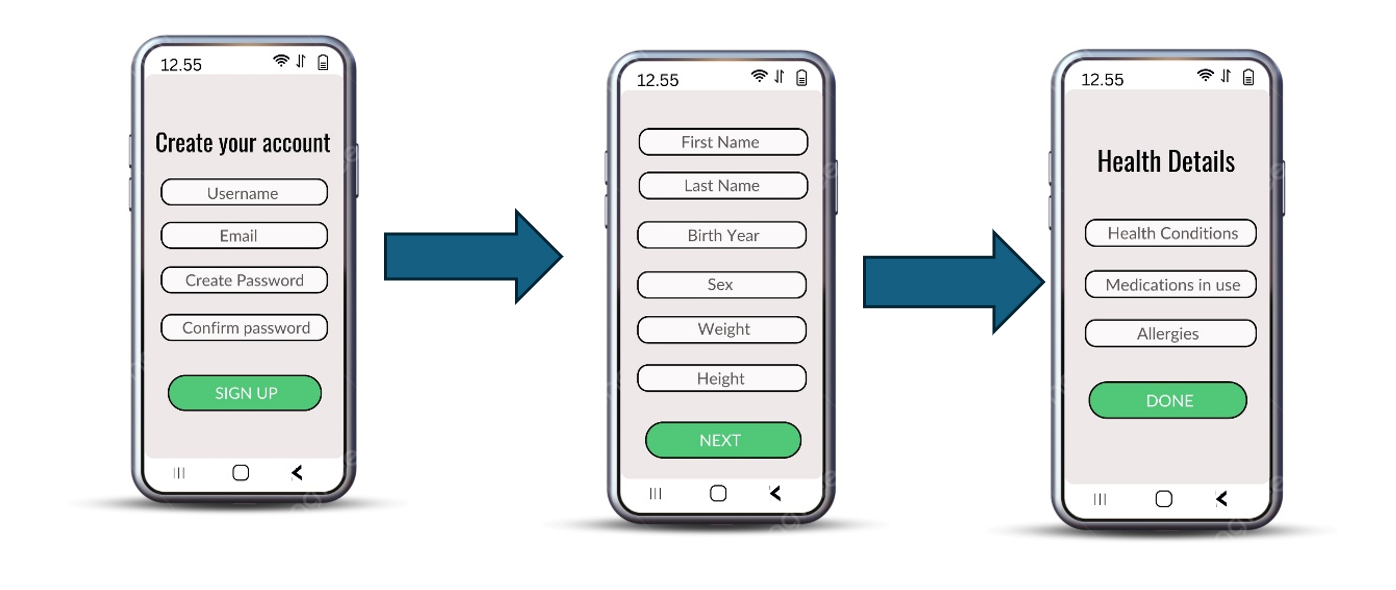 12.55
Create your account
Username
Email
Create Password
Confirm password
SIGN UP
12.55
First Name
Last Name
Birth Year
Sex
Weight
Height
NEXT
12.55
Health Details
Health Conditions
Medications in use
Allergies
DONE